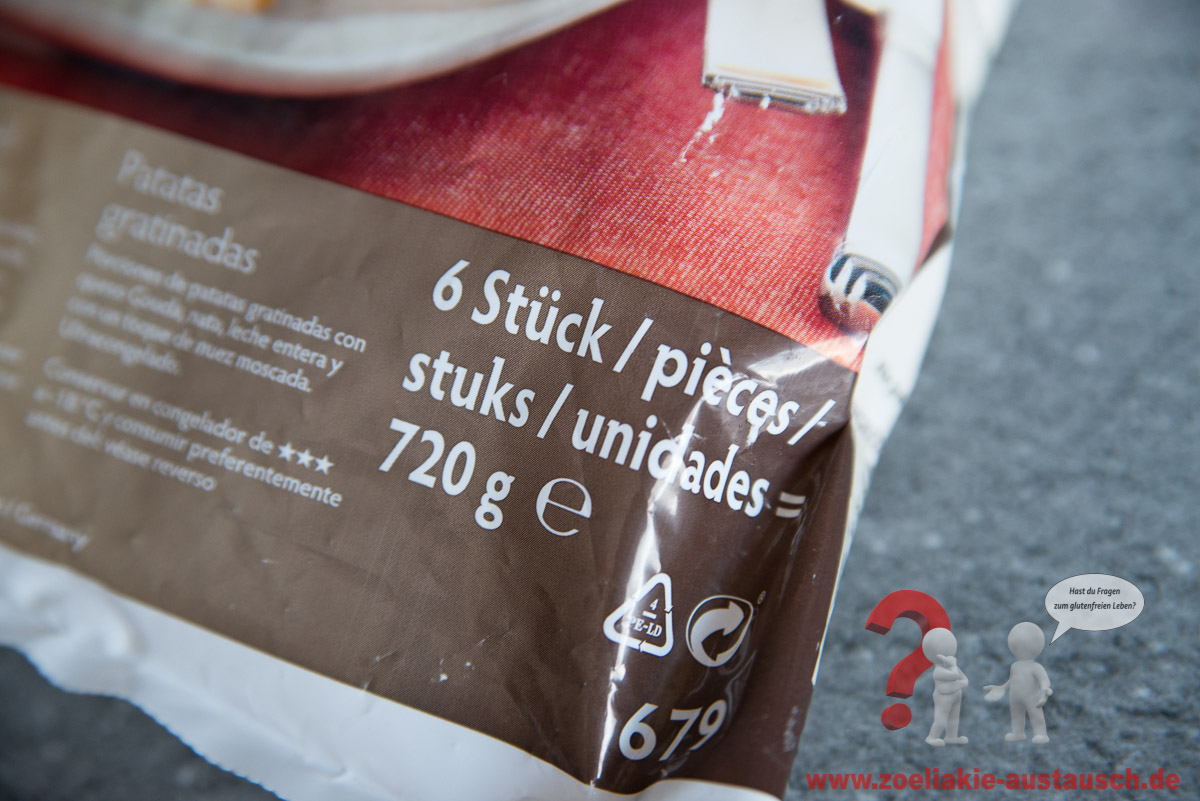 Patatas
gratinadas
Porciones de patatas gratinadas con
queso Gouda, nata, leche entera y
con un toque de nuez moscada.
Ultracongelado.
Conservar en congelador de ★★★
a -18°C / consumir preferentemente
antes del: véase reverso
/ Germany
6 Stück / pièces /
stuks / unidades =
720 g ℮
4
PE-LD
®
6 79
Hast du Fragen
zum glutenfreien Leben?
www.zoeliakie-austausch.de